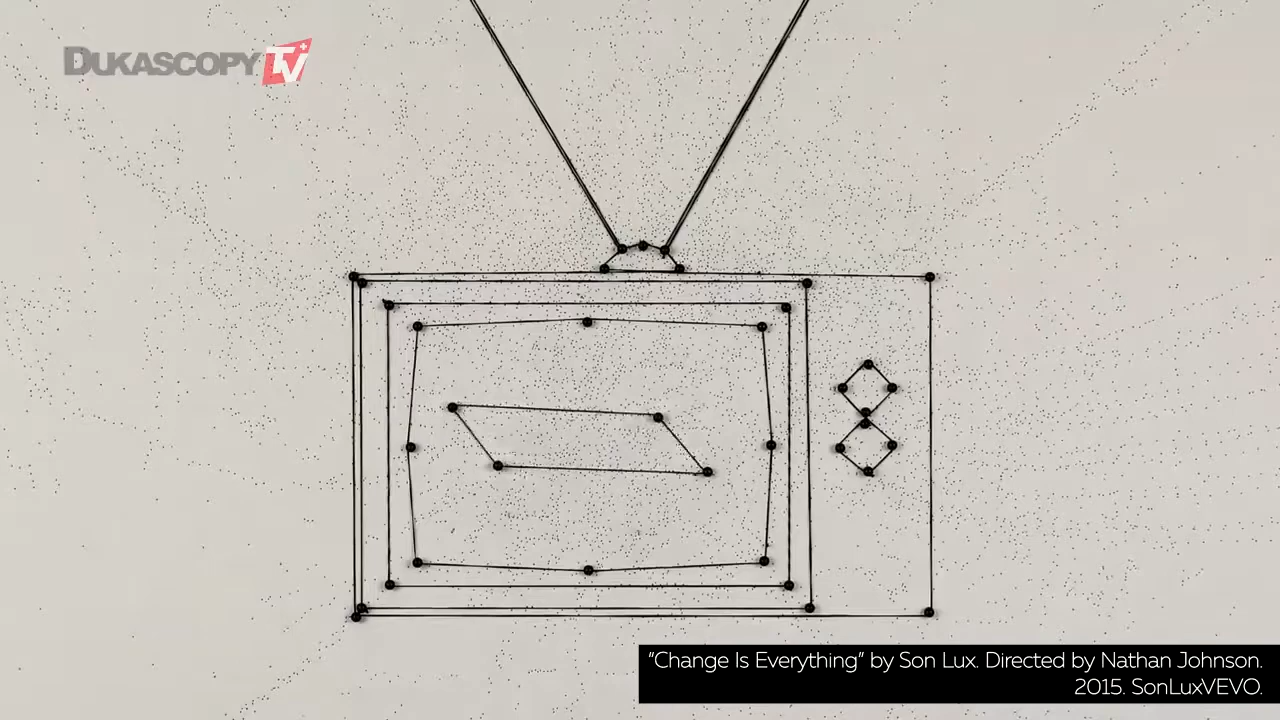 DUKASCOPY TV+
"Change Is Everything" by Son Lux. Directed by Nathan Johnson.
2015. SonLuxVEVO.